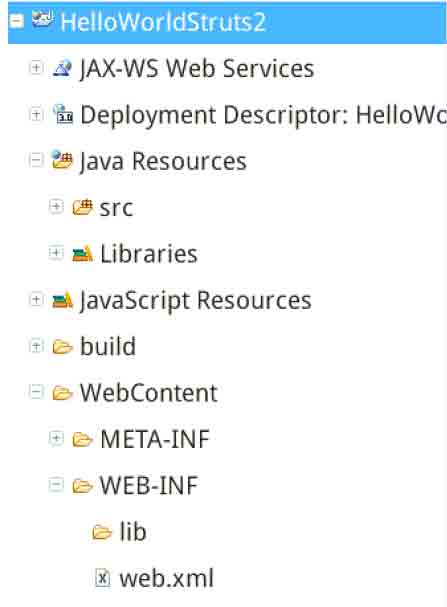 HelloWorldStruts2
JAX-WS Web Services
Deployment Descriptor: HelloWo
Java Resources
src
Libraries
JavaScript Resources
build
WebContent
META-INF
WEB-INF
lib
web.xml